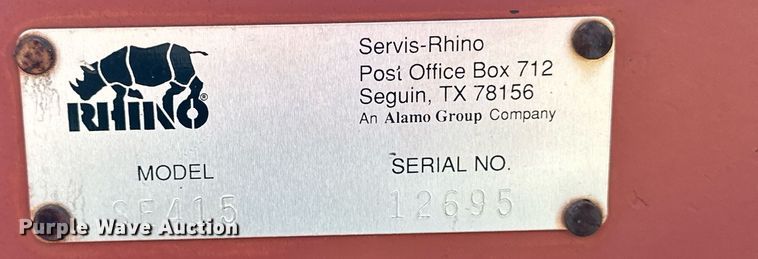 RHINO®
Servis-Rhino
Post Office Box 712
Seguin, TX 78156
An Alamo Group Company
MODEL
SE415
SERIAL NO.
12695
Purple Wave Auction